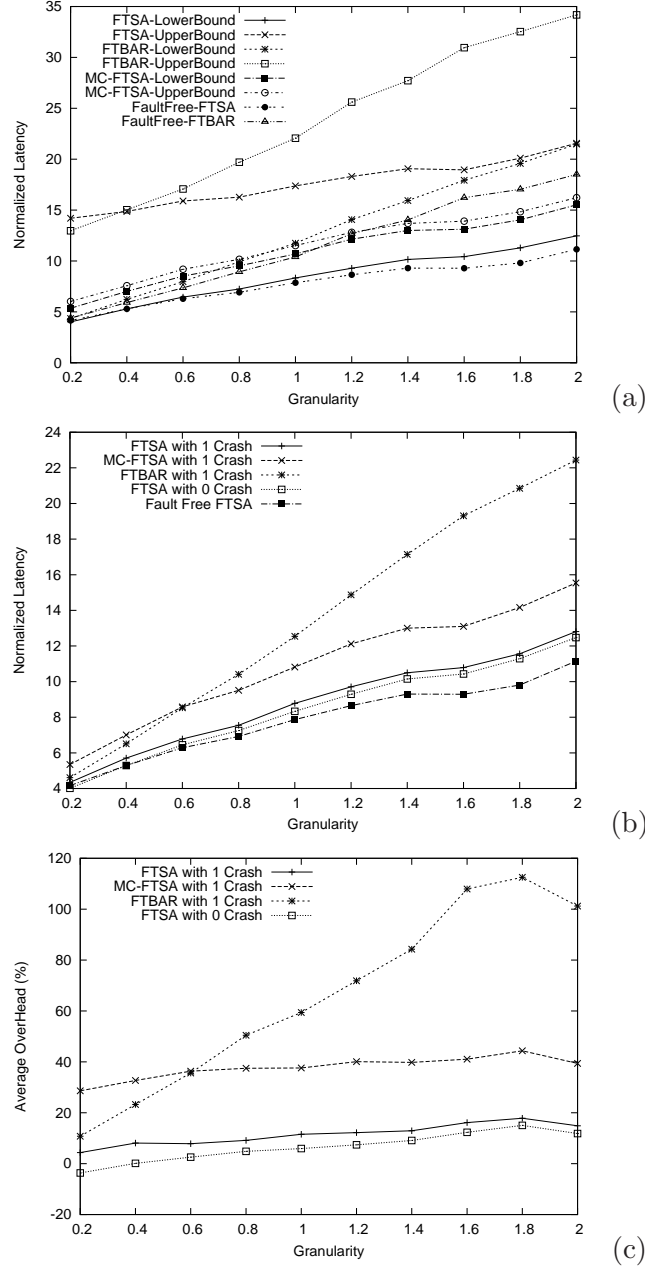 FTSA-LowerBound
FTSA-UpperBound
FTBAR-LowerBound
FTBAR-UpperBound
MC-FTSA-LowerBound
MC-FTSA-UpperBound
FaultFree-FTSA
FaultFree-FTBAR
35
30
25
20
15
10
5
0
Normalized Latency
0.2 0.4 0.6 0.8 1 1.2 1.4 1.6 1.8 2
Granularity
(a)
FTSA with 1 Crash
MC-FTSA with 1 Crash
FTBAR with 1 Crash
FTSA with 0 Crash
Fault Free FTSA
24
22
20
18
16
14
12
10
8
6
4
Normalized Latency
0.2 0.4 0.6 0.8 1 1.2 1.4 1.6 1.8 2
Granularity
(b)
FTSA with 1 Crash
MC-FTSA with 1 Crash
FTBAR with 1 Crash
FTSA with 0 Crash
120
100
80
60
40
20
0
-20
Average OverHead (%)
0.2 0.4 0.6 0.8 1 1.2 1.4 1.6 1.8 2
Granularity
(c)